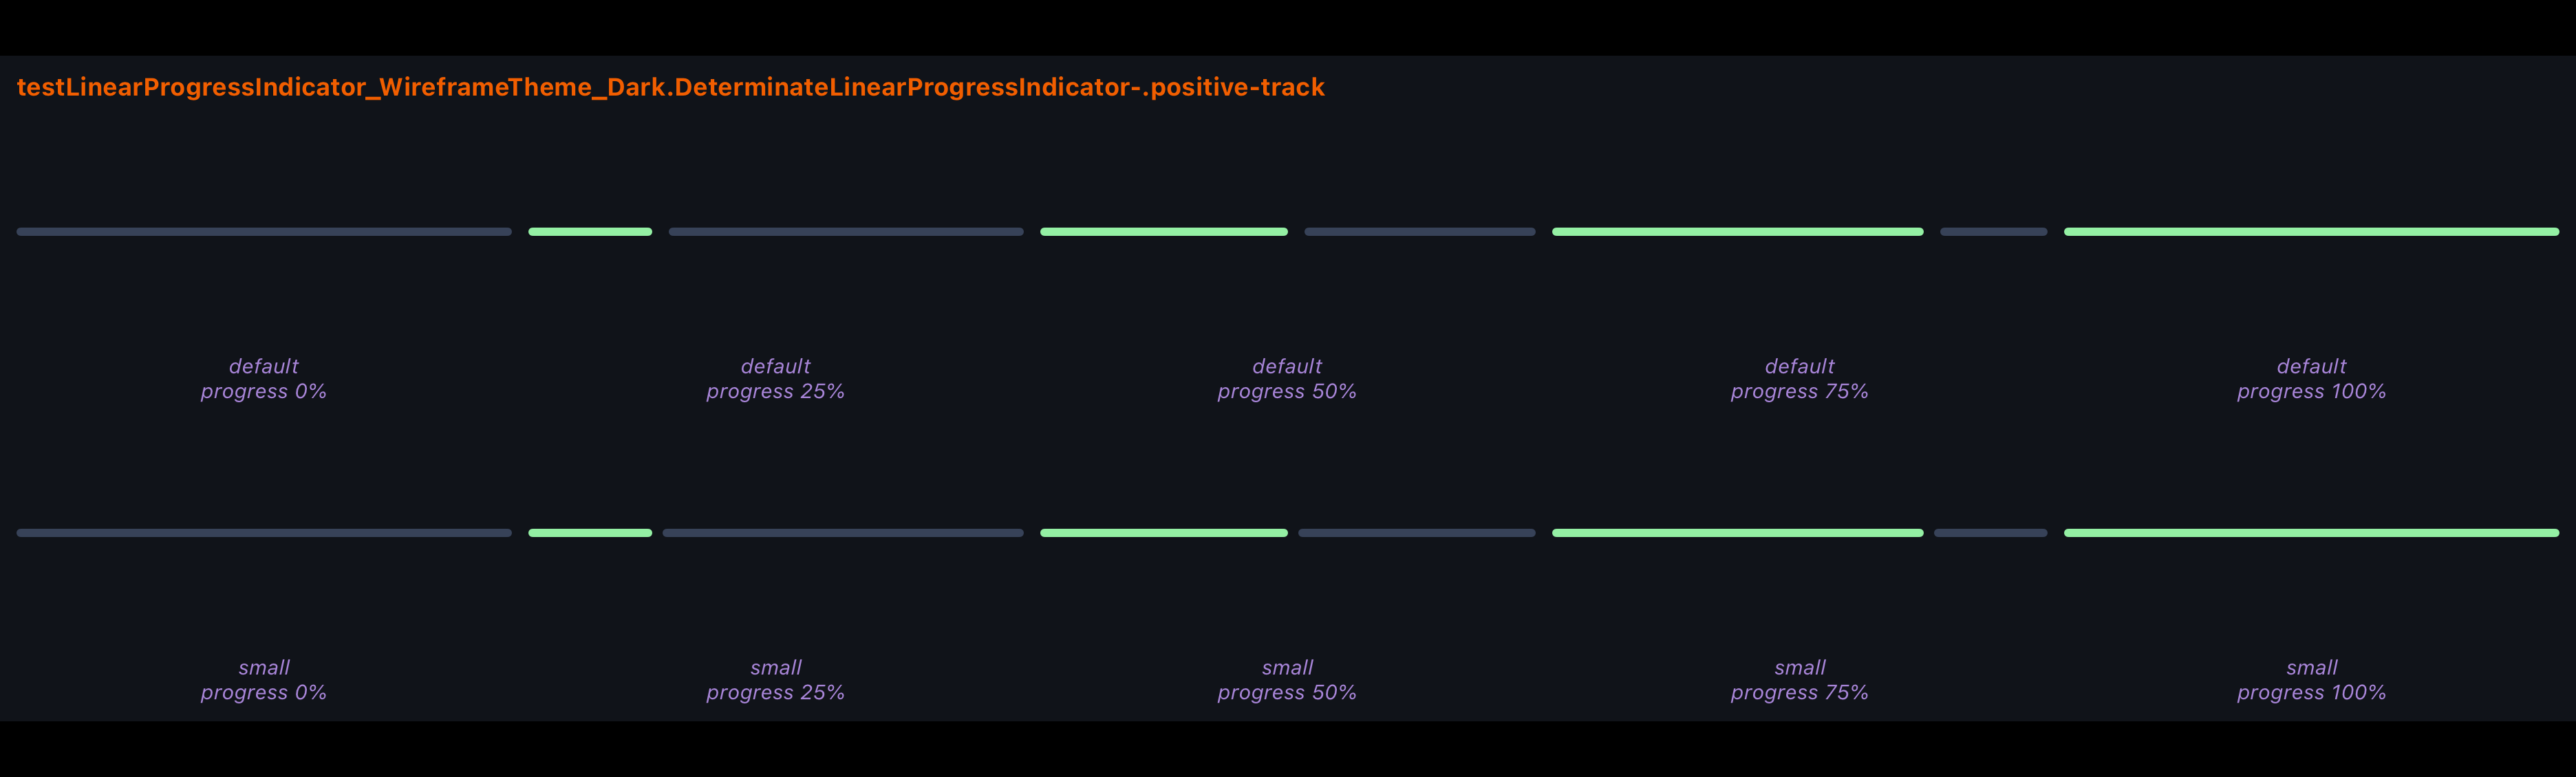 testLinearProgressIndicator_WireframeTheme_Dark.DeterminateLinearProgressIndicator-.positive-track
default
progress 0%
default
progress 25%
default
progress 50%
default
progress 75%
default
progress 100%
small
progress 0%
small
progress 25%
small
progress 50%
small
progress 75%
small
progress 100%